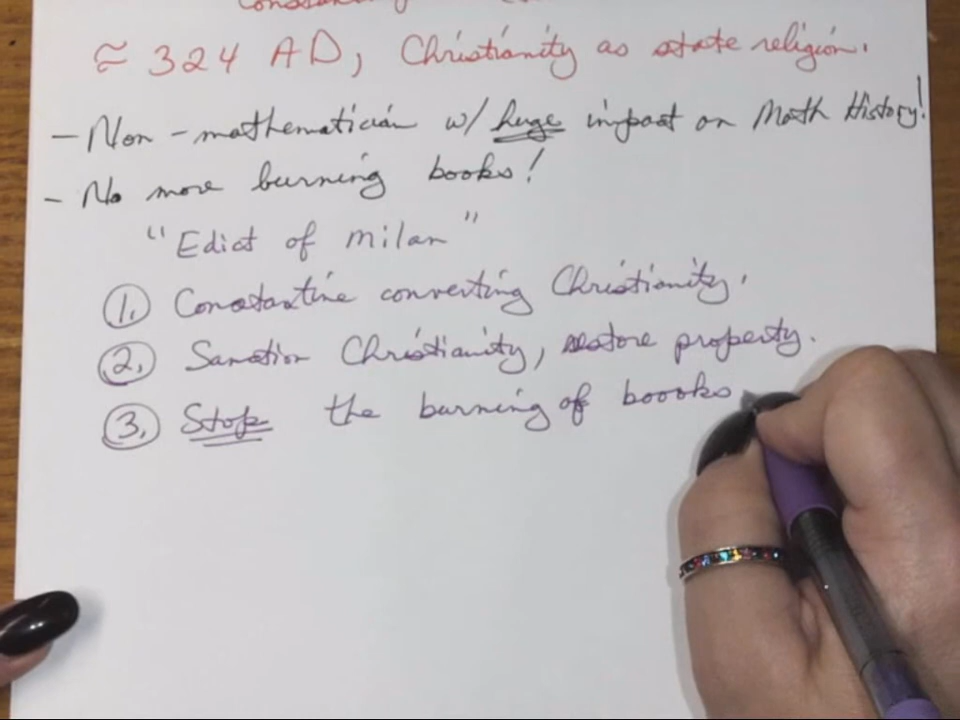 ≈ 324 AD, Christianity as state religion.
- Non-mathematician w/ huge impact on Math History!
- No more burning books!
"Edict of Milan"
1. Constantine converting Christianity.
2. Sanction Christianity, restore property.
3. Stop the burning of boooks